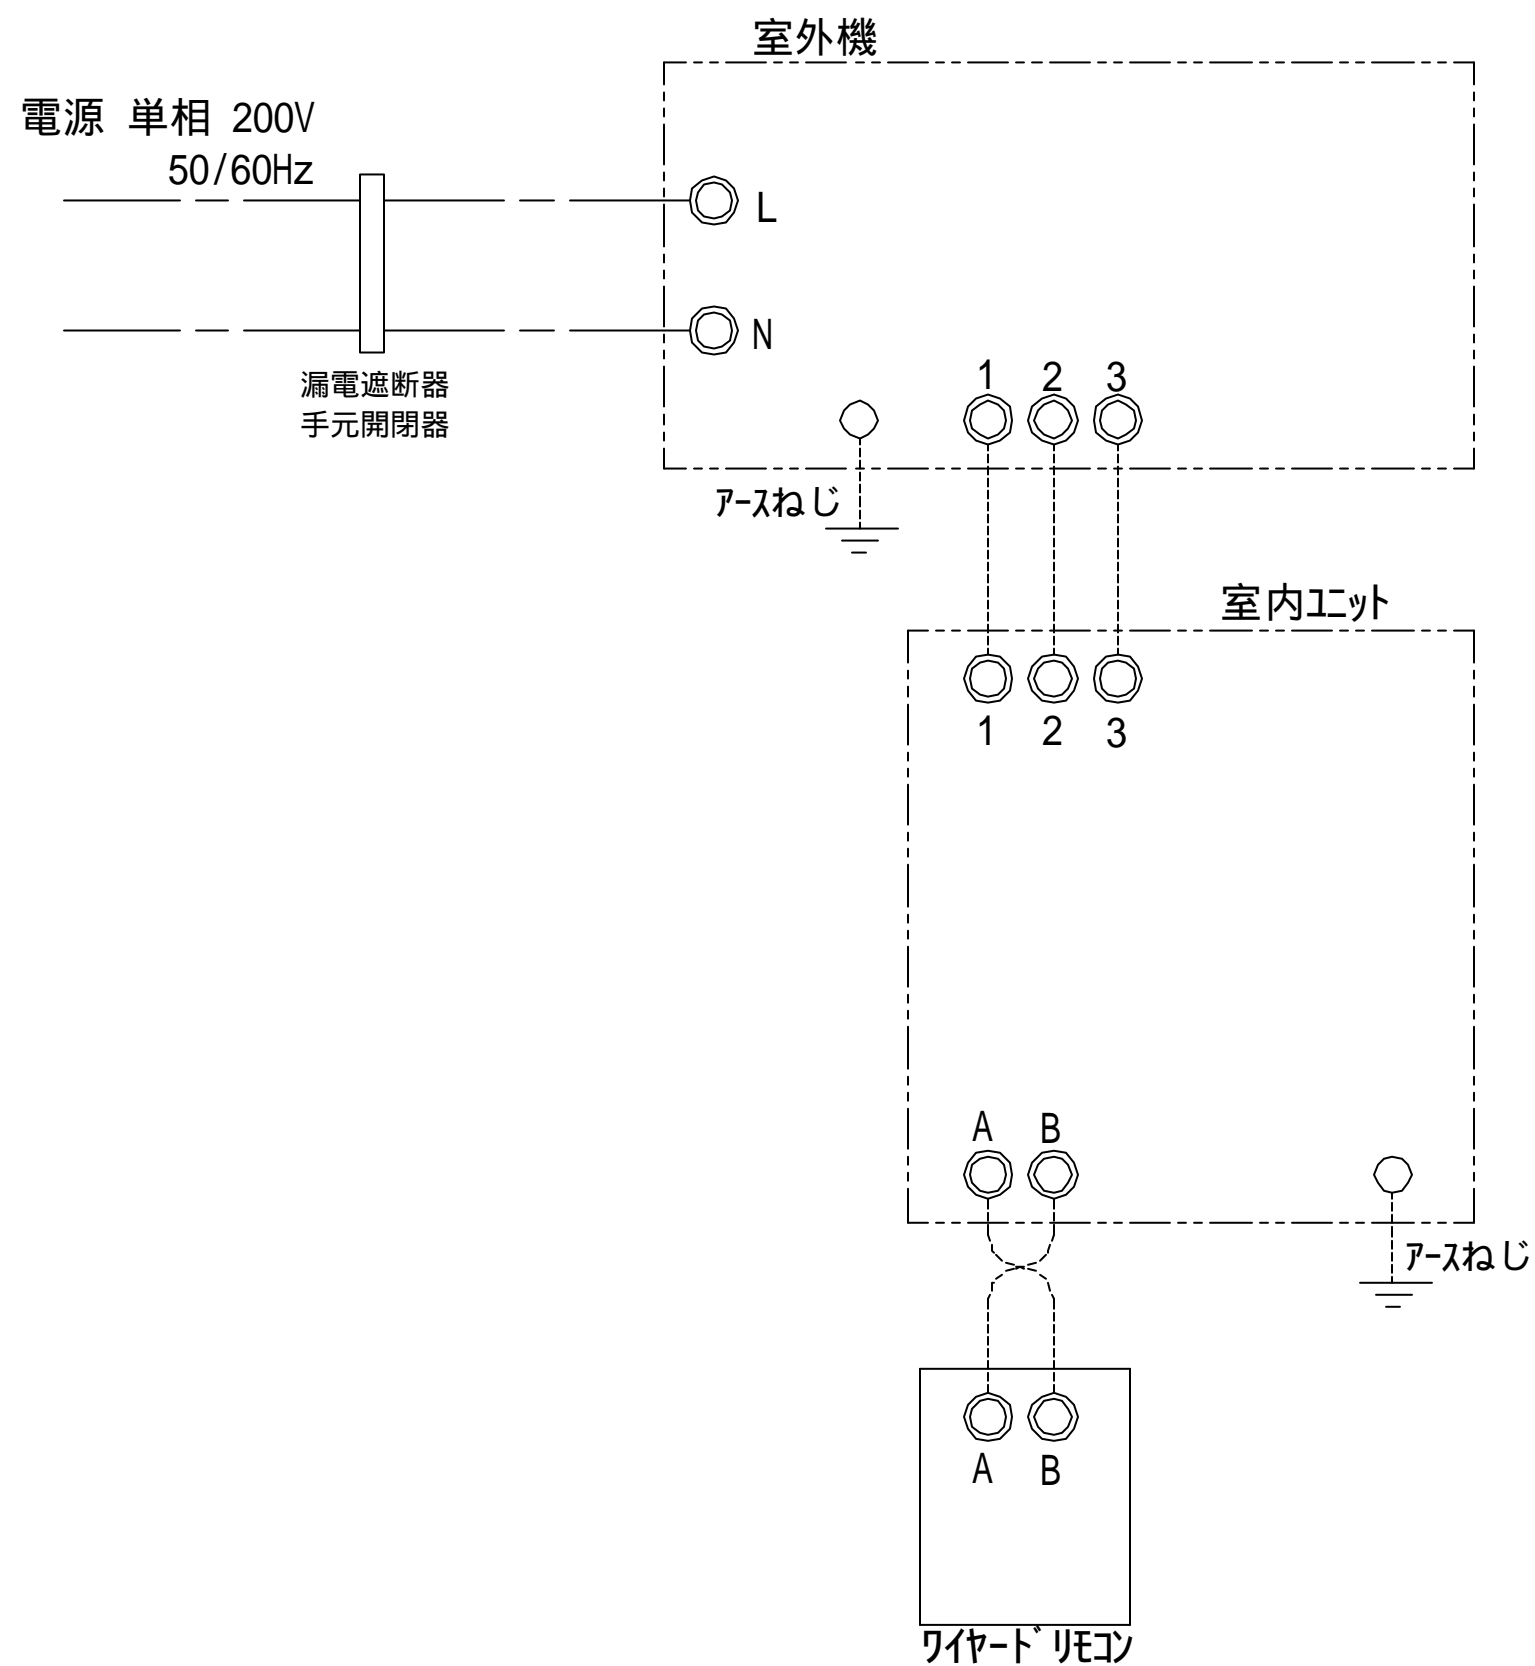 室外機
電源 単相 200V
50/60Hz
L
N
漏電遮断器
手元開閉器
1 2 3
ｱｰｽねじ
室内ﾕﾆｯﾄ
1 2 3
A B
ｱｰｽねじ
A B
ﾜｲﾔｰﾄﾞﾘﾓｺﾝ